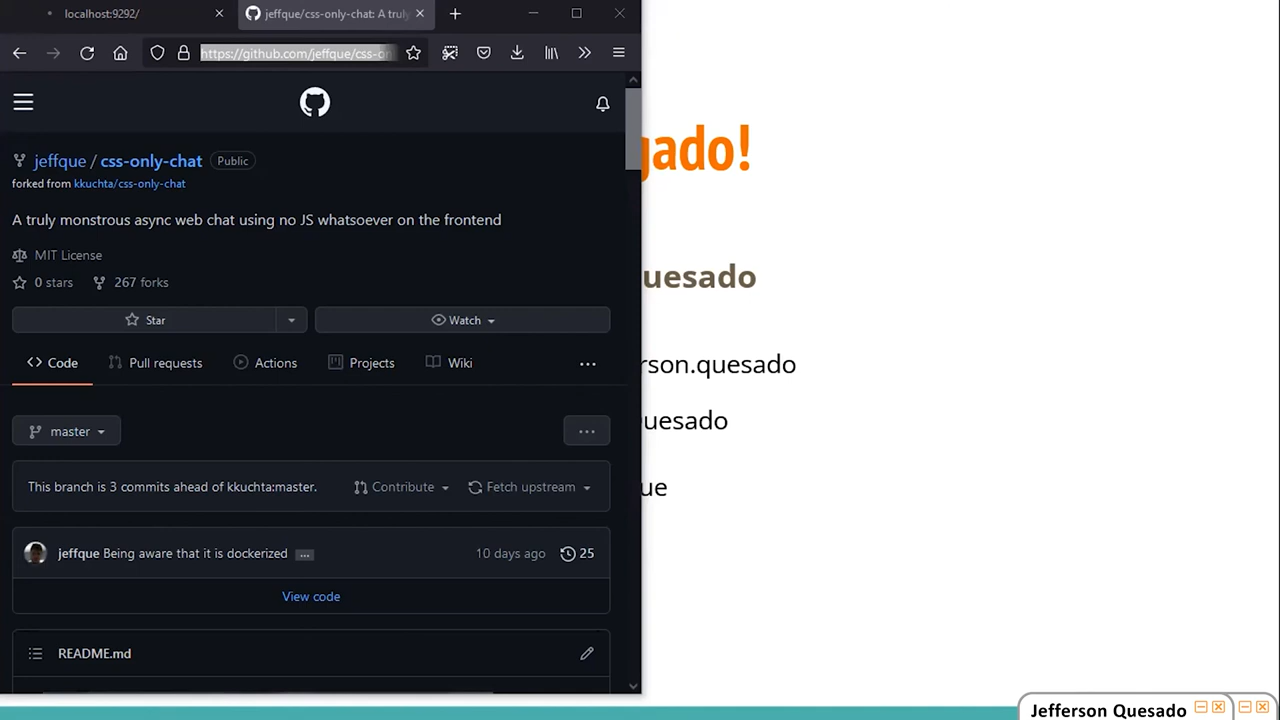 localhost:9292/
jeffque/css-only-chat: A truly
https://github.com/jeffque/css-on
jeffque / css-only-chat Public
forked from kkuchta/css-only-chat
A truly monstrous async web chat using no JS whatsoever on the frontend
MIT License
0 stars 267 forks
Star Watch
Code Pull requests Actions Projects Wiki
master
This branch is 3 commits ahead of kkuchta:master. Contribute Fetch upstream
jeffque Being aware that it is dockerized ... 10 days ago 25
View code
README.md
gado!
uesado
rson.quesado
uesado
ue
Jefferson Quesado